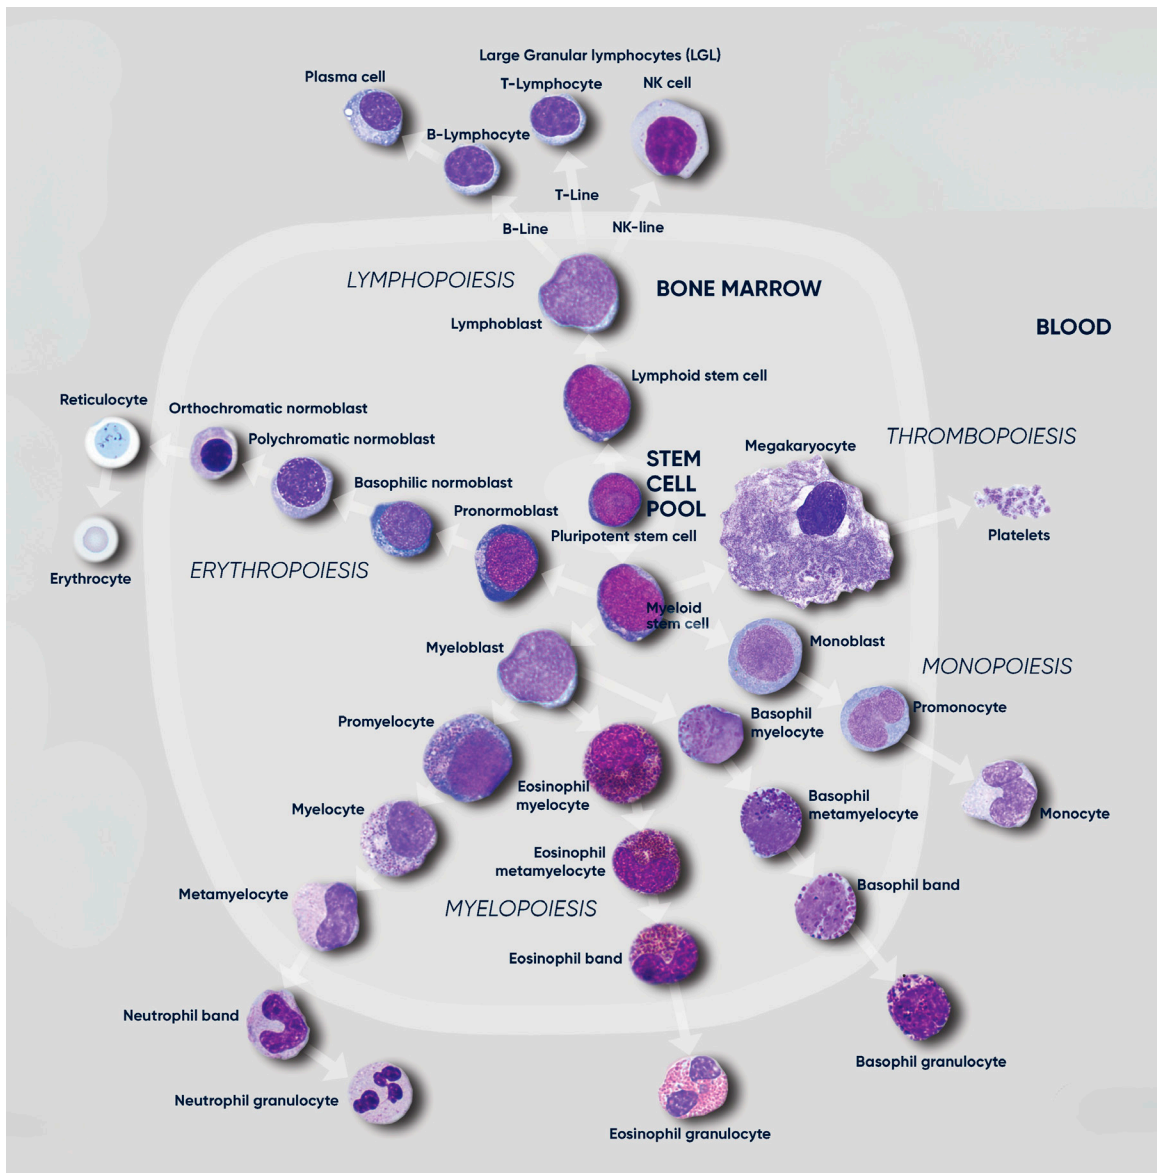 Large Granular lymphocytes (LGL)
Plasma cell
T-Lymphocyte
NK cell
B-Lymphocyte
T-Line
B-Line
NK-line
LYMPHOPOIESIS
BONE MARROW
Lymphoblast
BLOOD
Lymphoid stem cell
Reticulocyte
Orthochromatic normoblast
Polychromatic normoblast
Megakaryocyte
THROMBOPOIESIS
STEM
CELL
POOL
Basophilic normoblast
Pronormoblast
Pluripotent stem cell
Platelets
Erythrocyte
ERYTHROPOIESIS
Myeloid
stem cell
Myeloblast
Monoblast
MONOPOIESIS
Promyelocyte
Basophil
myelocyte
Promonocyte
Eosinophil
myelocyte
Myelocyte
Basophil
metamyelocyte
Monocyte
Eosinophil
metamyelocyte
Metamyelocyte
Basophil band
MYELOPOIESIS
Eosinophil band
Neutrophil band
Basophil granulocyte
Neutrophil granulocyte
Eosinophil granulocyte